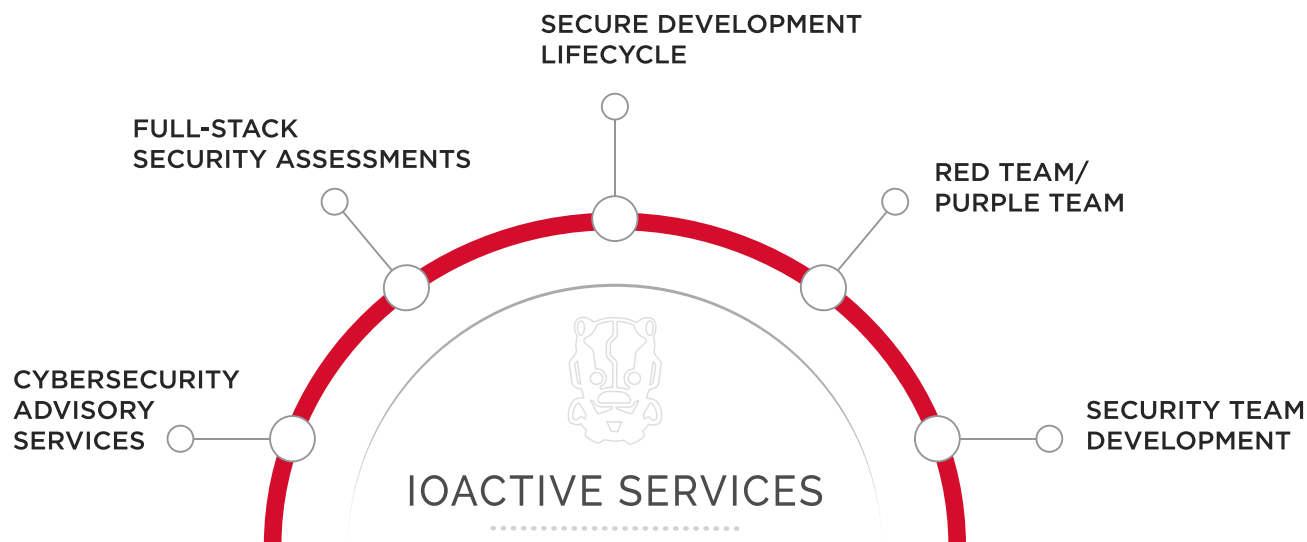 SECURE DEVELOPMENT
LIFECYCLE
FULL-STACK
SECURITY ASSESSMENTS
RED TEAM/
PURPLE TEAM
CYBERSECURITY
ADVISORY
SERVICES
SECURITY TEAM
DEVELOPMENT
IOACTIVE SERVICES